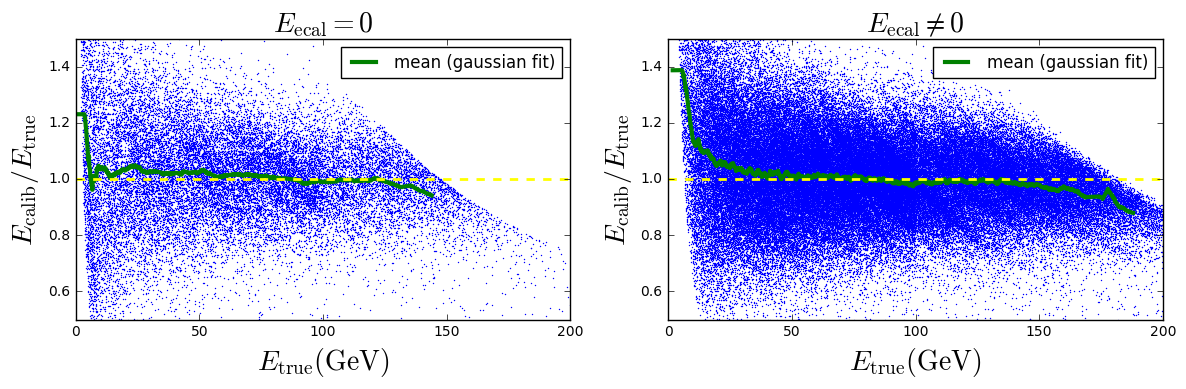 E_ecal = 0
mean (gaussian fit)
E_calib/E_true
1.4
1.2
1.0
0.8
0.6
0 50 100 150 200
E_true(GeV)
E_ecal ≠ 0
mean (gaussian fit)
E_calib/E_true
1.4
1.2
1.0
0.8
0.6
0 50 100 150 200
E_true(GeV)